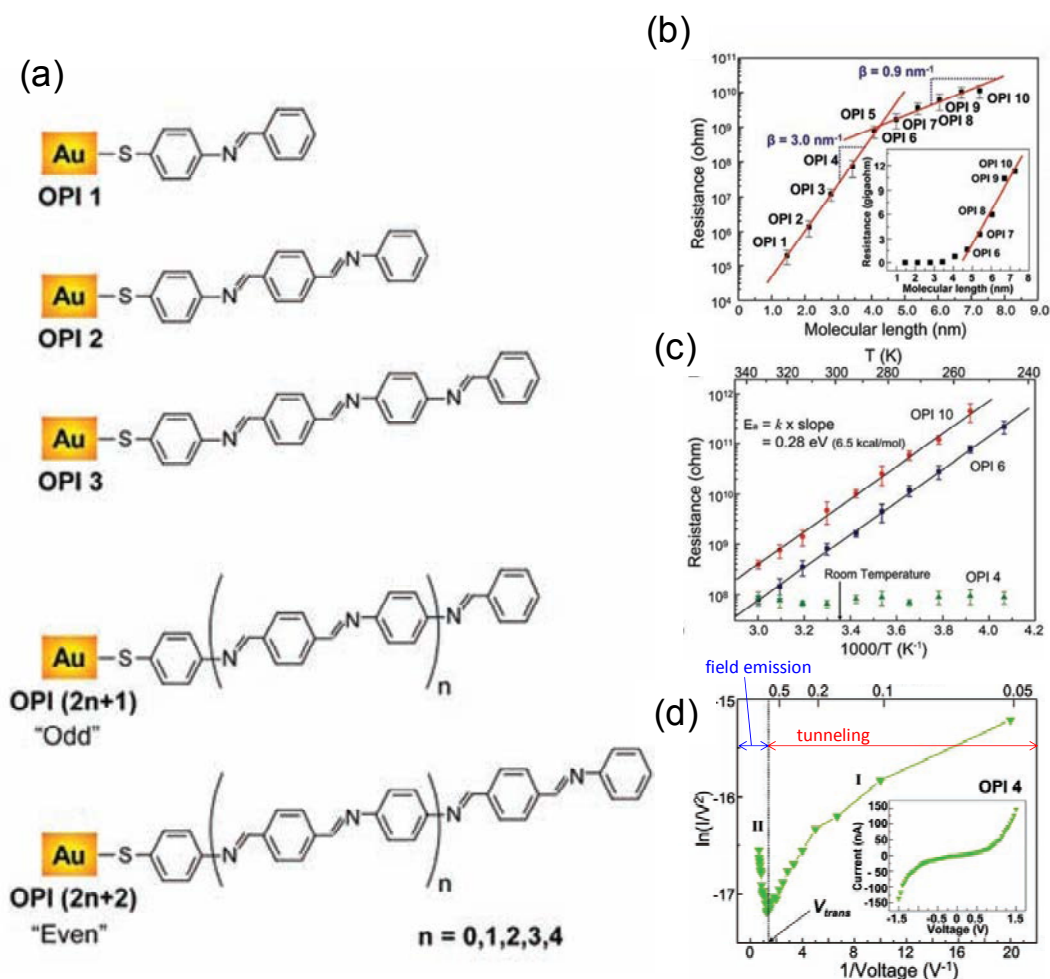 (a)
Au
S
N
OPI 1
Au
S
N
N
OPI 2
Au
S
N
N
N
OPI 3
Au
S
N
N
N
n
OPI (2n+1)
"Odd"
Au
S
N
N
N
N
n
OPI (2n+2)
"Even"
n = 0,1,2,3,4
(b)
Resistance (ohm)
10¹¹
10¹⁰
10⁹
10⁸
10⁷
10⁶
10⁵
10⁴
β = 0.9 nm⁻¹
β = 3.0 nm⁻¹
OPI 1
OPI 2
OPI 3
OPI 4
OPI 5
OPI 6
OPI 7
OPI 8
OPI 9
OPI 10
Resistance (gigaohm)
12
9
6
3
0
OPI 10
OPI 9
OPI 8
OPI 7
OPI 6
1 2 3 4 5 6 7 8
Molecular length (nm)
0.0 1.0 2.0 3.0 4.0 5.0 6.0 7.0 8.0 9.0
Molecular length (nm)
(c)
T (K)
340 320 300 280 260 240
Resistance (ohm)
10¹²
10¹¹
10¹⁰
10⁹
10⁸
Eₐ = k x slope
= 0.28 eV (6.5 kcal/mol)
OPI 10
OPI 6
OPI 4
Room Temperature
3.0 3.2 3.4 3.6 3.8 4.0 4.2
1000/T (K⁻¹)
field emission
(d)
0.5 0.2 0.1 0.05
tunneling
ln(I/V²)
-15
-16
-17
I
II
OPI 4
Vtrans
Current (nA)
150
100
50
0
- 50
-100
-150
-1.5 -0.5 0 0.5 1.5
Voltage (V)
0 4 8 12 16 20
1/Voltage (V⁻¹)